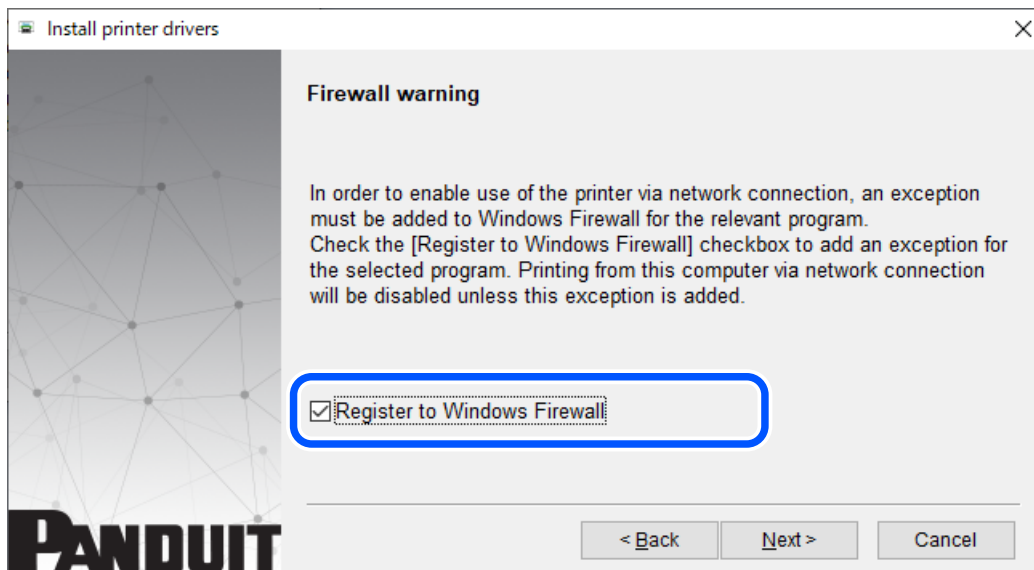 Install printer drivers
Firewall warning
In order to enable use of the printer via network connection, an exception
must be added to Windows Firewall for the relevant program.
Check the [Register to Windows Firewall] checkbox to add an exception for
the selected program. Printing from this computer via network connection
will be disabled unless this exception is added.
Register to Windows Firewall
PANDUIT
< Back Next > Cancel